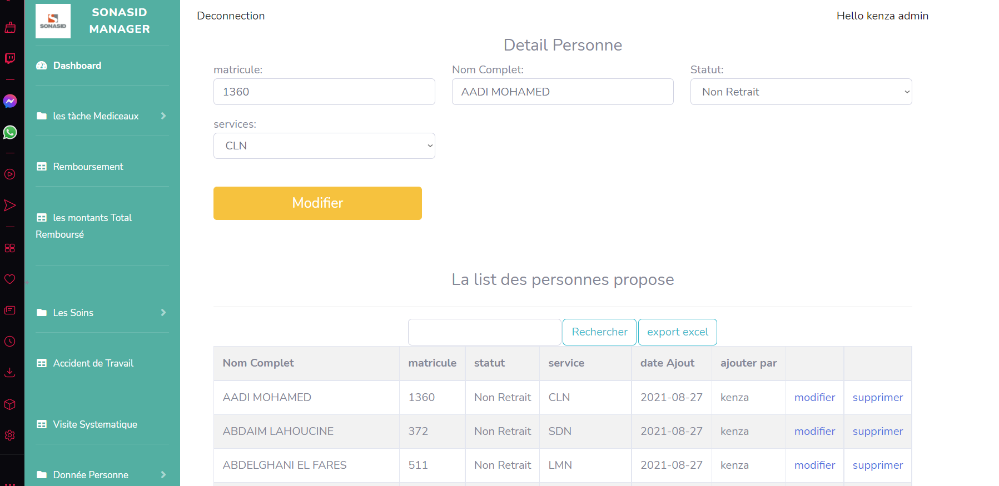 SONASID
SONASID
MANAGER
Dashboard
les tàche Mediceaux
Remboursement
les montants Total
Remboursé
Les Soins
Accident de Travail
Visite Systematique
Donnée Personne
Deconnection
Hello kenza admin
Detail Personne
matricule:
Nom Complet:
Statut:
1360
AADI MOHAMED
Non Retrait
services:
CLN
Modifier
La list des personnes propose
Rechercher
export excel
Nom Complet matricule statut service date Ajout ajouter par
AADI MOHAMED 1360 Non Retrait CLN 2021-08-27 kenza modifier supprimer
ABDAIM LAHOUCINE 372 Non Retrait SDN 2021-08-27 kenza modifier supprimer
ABDELGHANI EL FARES 511 Non Retrait LMN 2021-08-27 kenza modifier supprimer